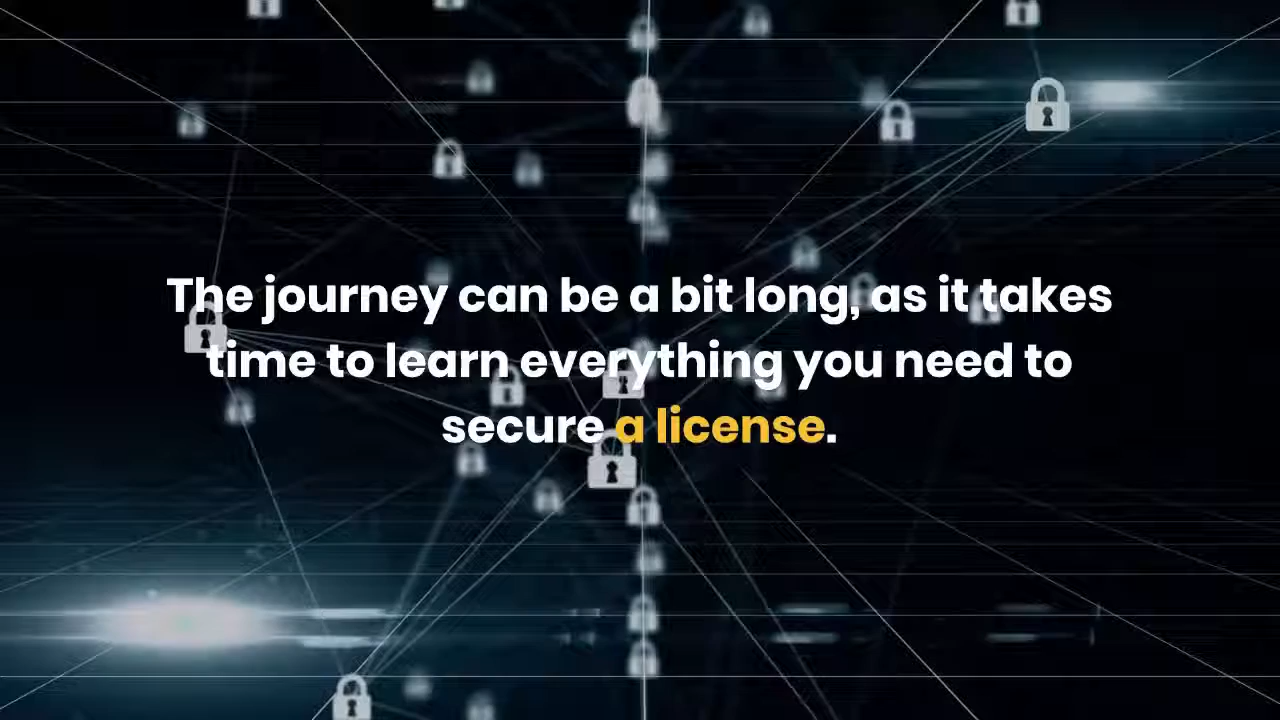 The journey can be a bit long, as it takes
time to learn everything you need to
secure a license.